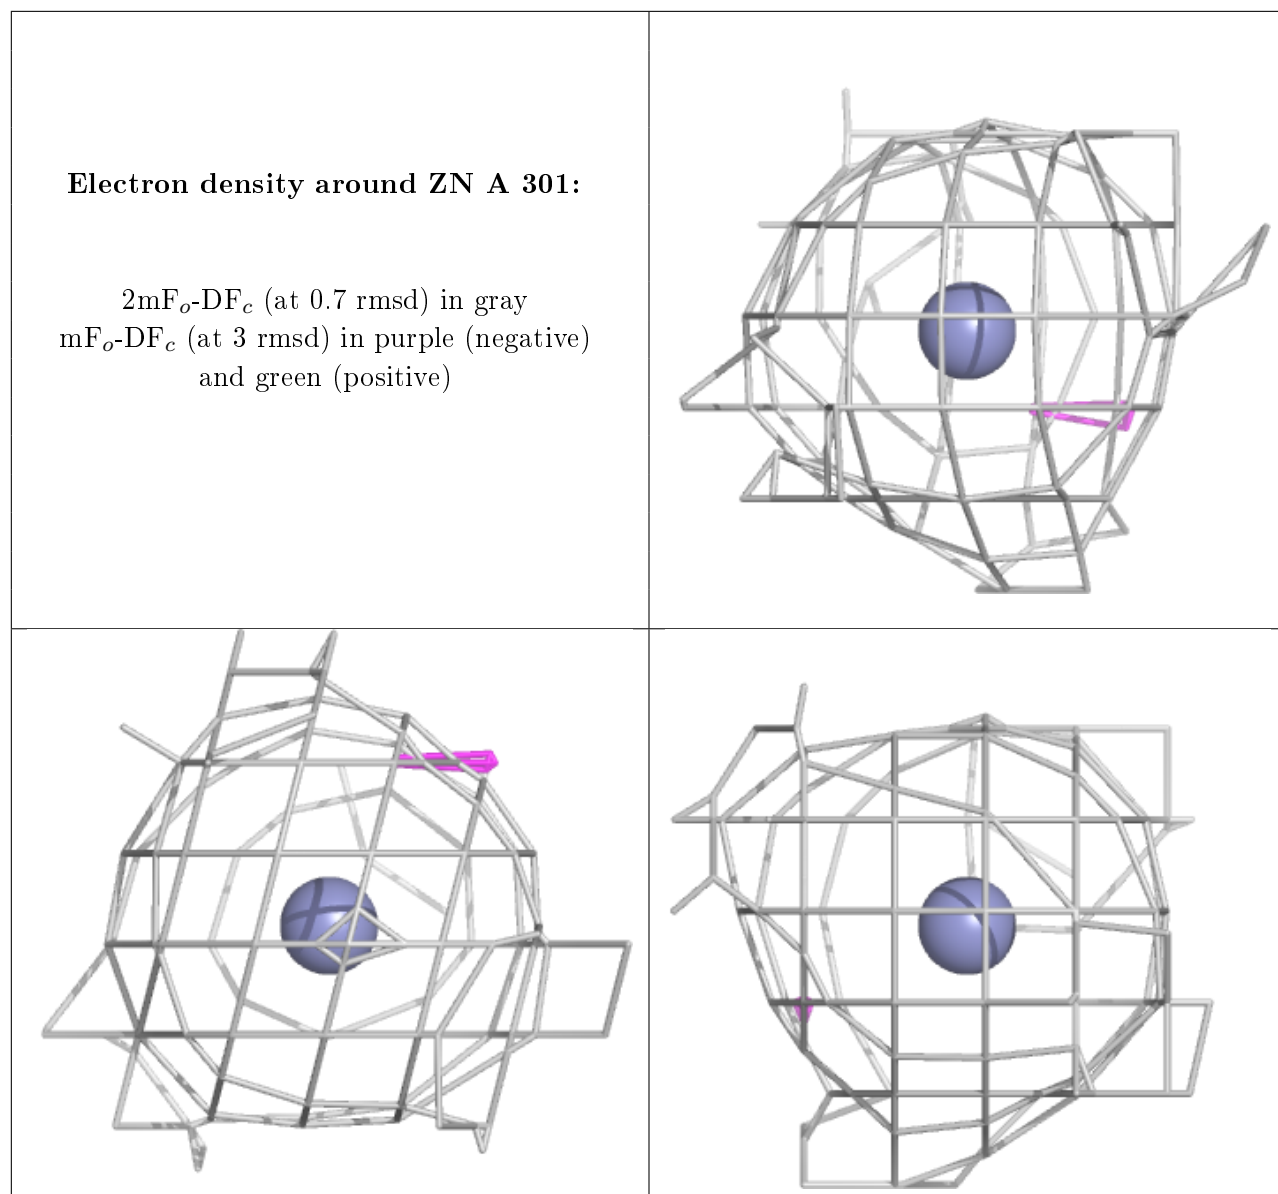 Electron density around ZN A 301:
2mFo-DFc (at 0.7 rmsd) in gray
mFo-DFc (at 3 rmsd) in purple (negative)
and green (positive)